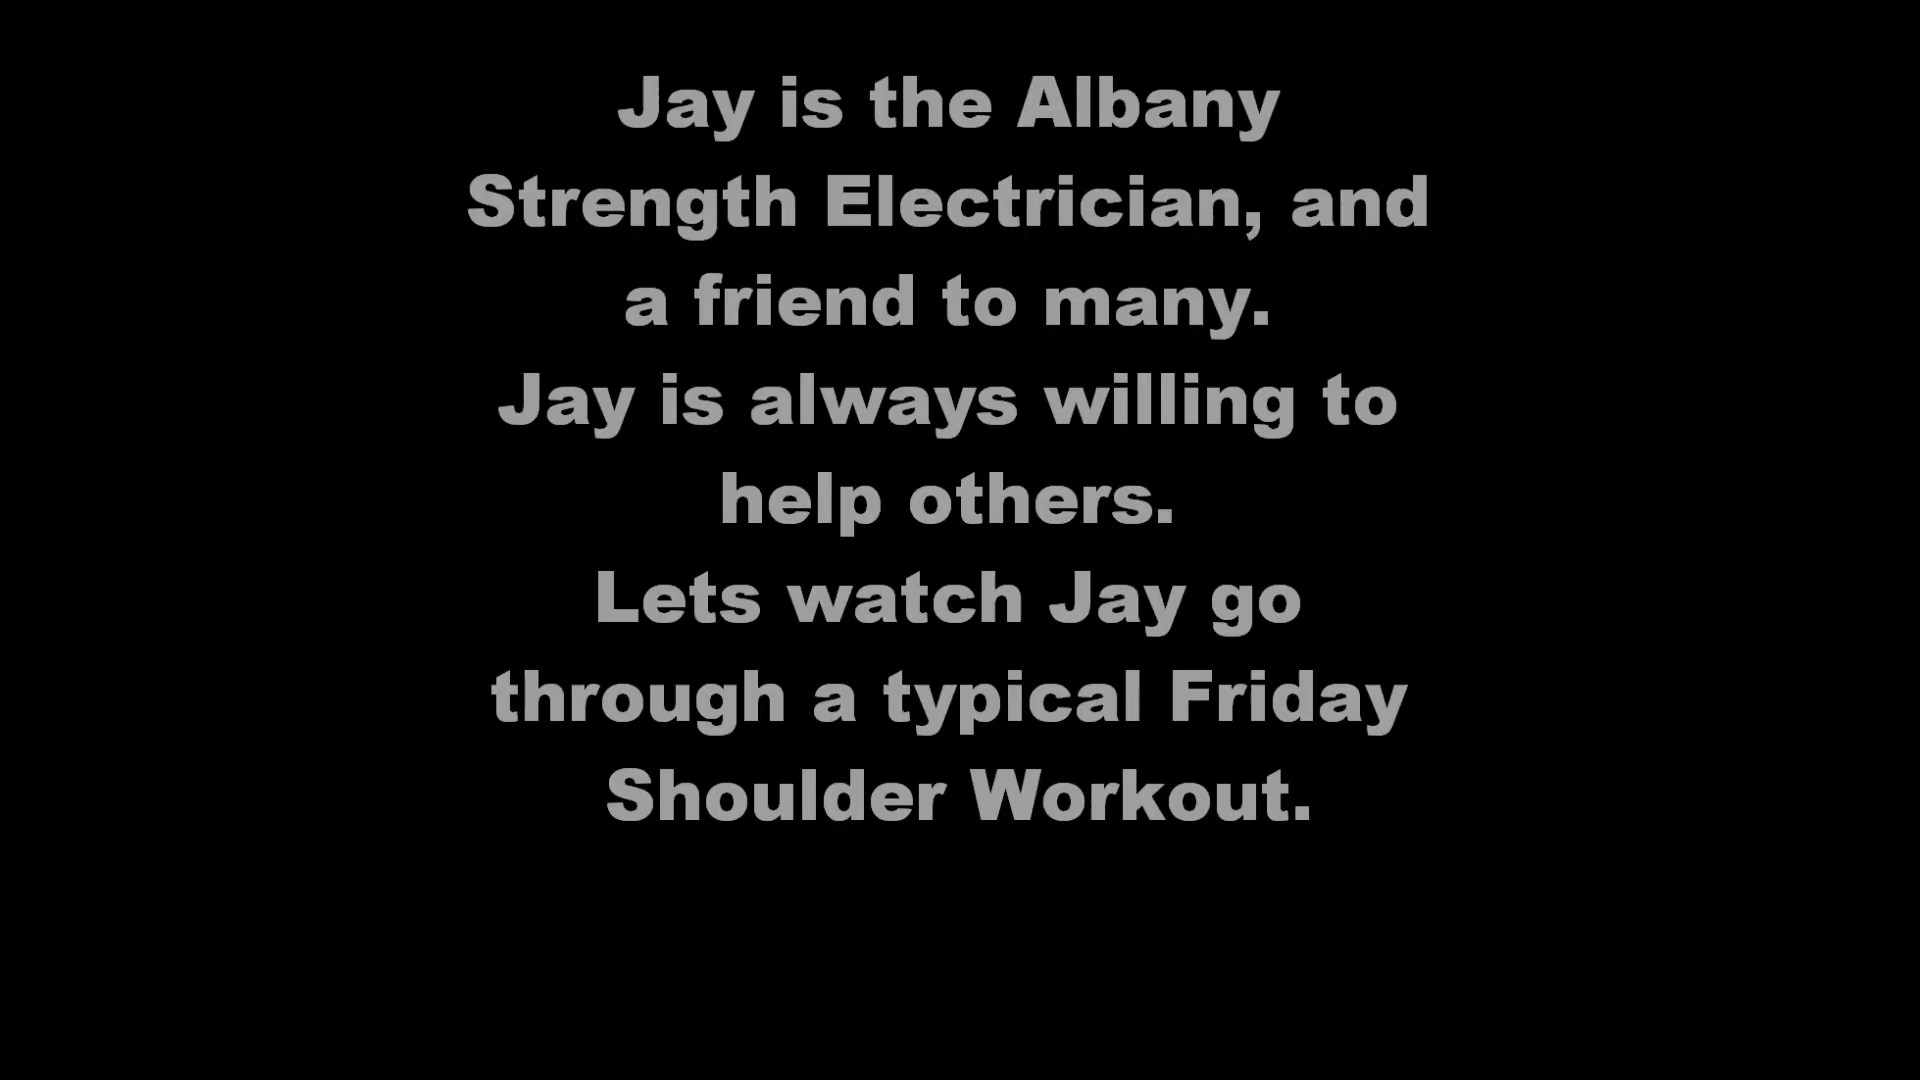 Jay is the Albany
Strength Electrician, and
a friend to many.
Jay is always willing to
help others.
Lets watch Jay go
through a typical Friday
Shoulder Workout.